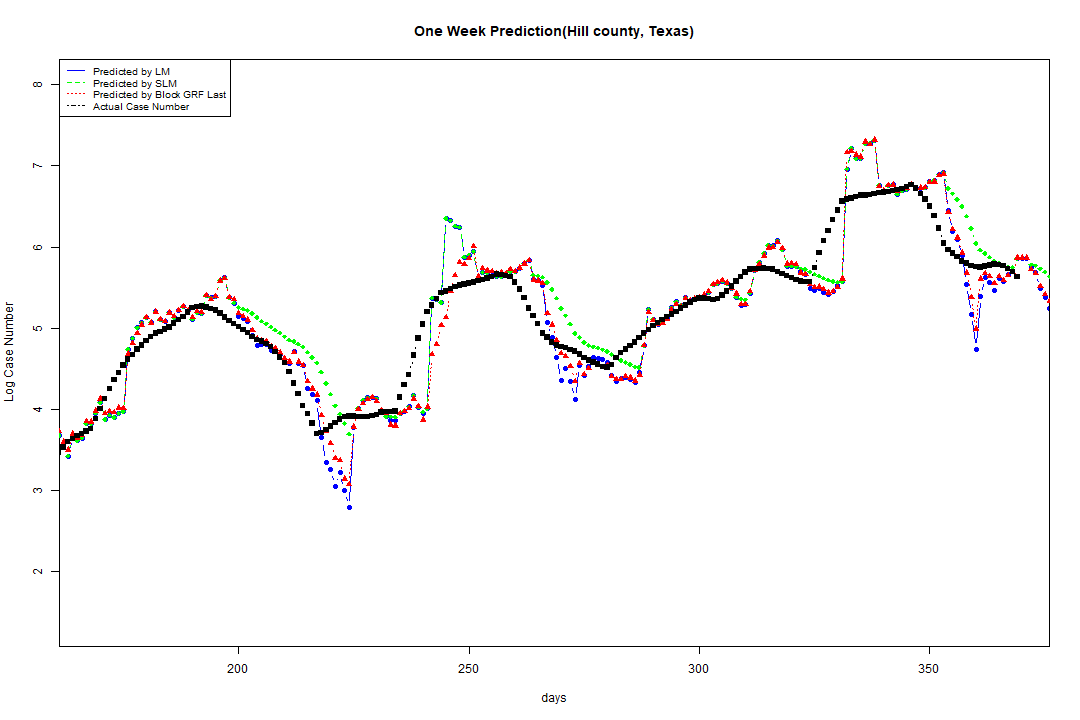 One Week Prediction(Hill county, Texas)
Predicted by LM
Predicted by SLM
Predicted by Block GRF Last
Actual Case Number
8
7
6
5
4
3
2
Log Case Number
200 250 300 350
days